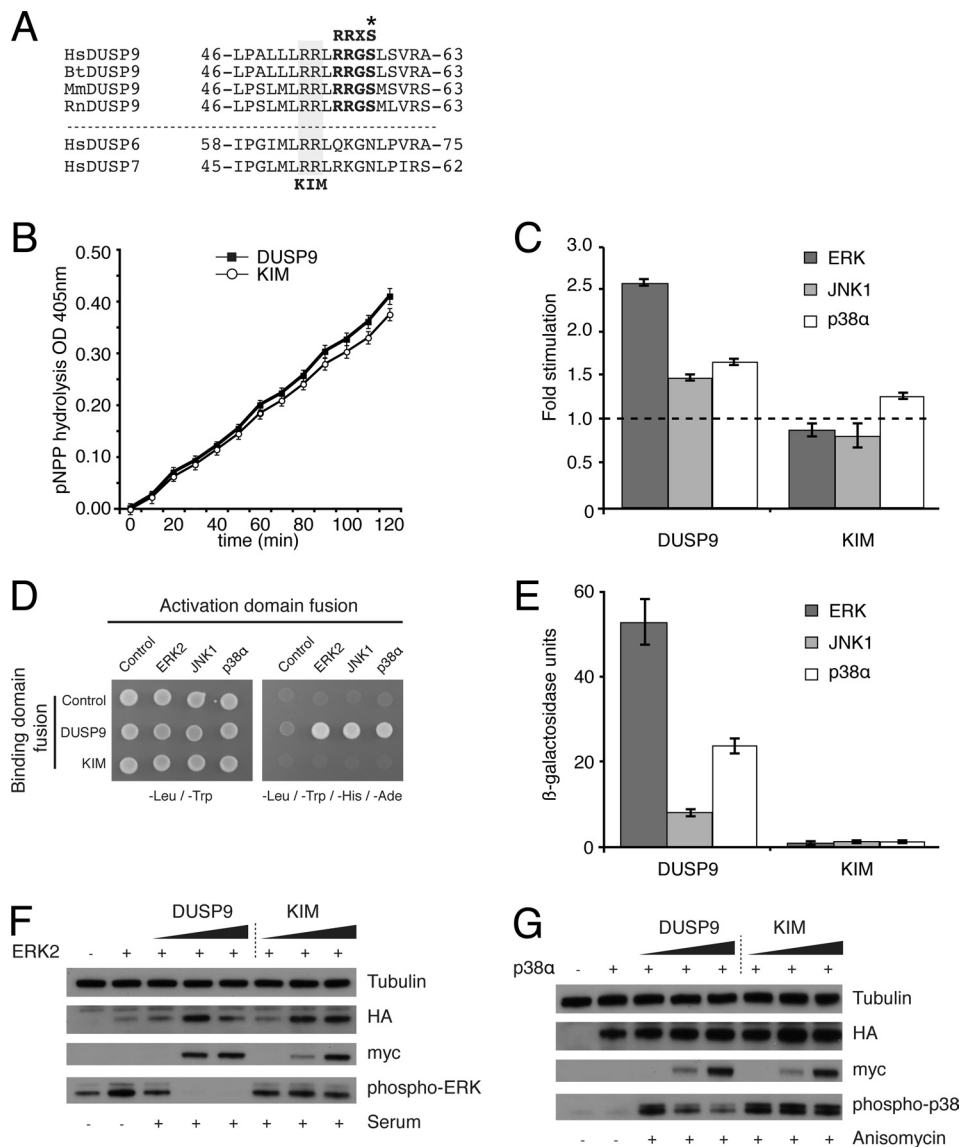 A
*
RRXS
HsDUSP9 46-LPALLLRRLRRGSLSVRA-63
BtDUSP9 46-LPALLLRRLRRGSLSVRA-63
MmDUSP9 46-LPSLMLRRLRRGSMSVRS-63
RnDUSP9 46-LPSLMLRRLRRGSMLVRS-63
HsDUSP6 58-IPGIMLRRLQKGNLPVRA-75
HsDUSP7 45-IPGLMLRRLRKGNLPIRS-62
KIM
B
pNPP hydrolysis OD 405nm
0.50
0.40
0.30
0.20
0.10
0.00
0 20 40 60 80 100 120
time (min)
DUSP9
KIM
C
Fold stimulation
3.0
2.5
2.0
1.5
1.0
0.5
0
ERK
JNK1
p38α
DUSP9 KIM
D
Activation domain fusion
Control ERK2 JNK1 p38α Control ERK2 JNK1 p38α
Binding domain fusion
Control
DUSP9
KIM
-Leu / -Trp -Leu / -Trp / -His / -Ade
E
ß-galactosidase units
60
40
20
0
ERK
JNK1
p38α
DUSP9 KIM
F
DUSP9 KIM
ERK2 - + + + + + + +
Tubulin
HA
myc
phospho-ERK
- - + + + + + + Serum
G
DUSP9 KIM
p38α - + + + + + + +
Tubulin
HA
myc
phospho-p38
- - + + + + + + Anisomycin